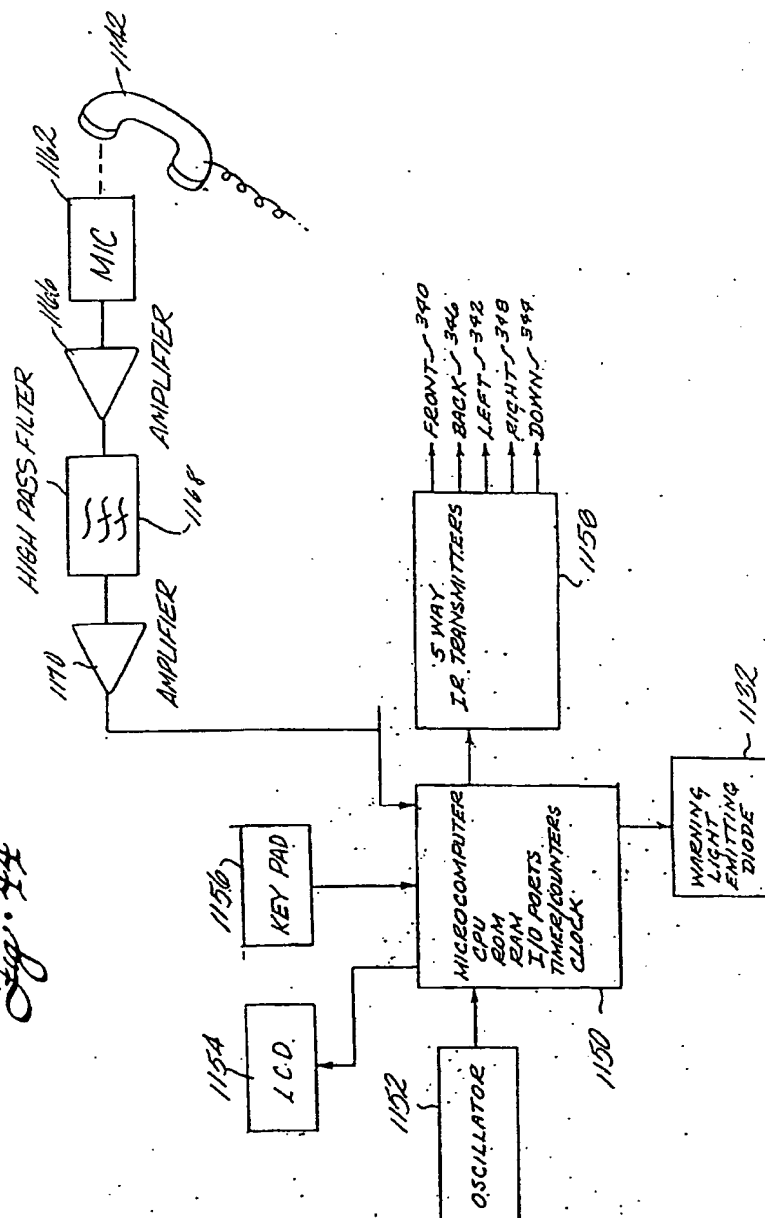 Fig. 44
1142
1162
MIC
1166
AMPLIFIER
HIGH PASS FILTER
1168
1170
AMPLIFIER
FRONT 340
BACK 346
LEFT 342
RIGHT 348
DOWN 344
5 WAY
I.R. TRANSMITTERS
1158
1156
KEY PAD
1154
L.C.D.
MICROCOMPUTER
CPU
ROM
RAM
I/O PORTS
TIMER/COUNTERS
CLOCK
1150
1152
OSCILLATOR
WARNING
LIGHT
EMITTING
DIODE
1132